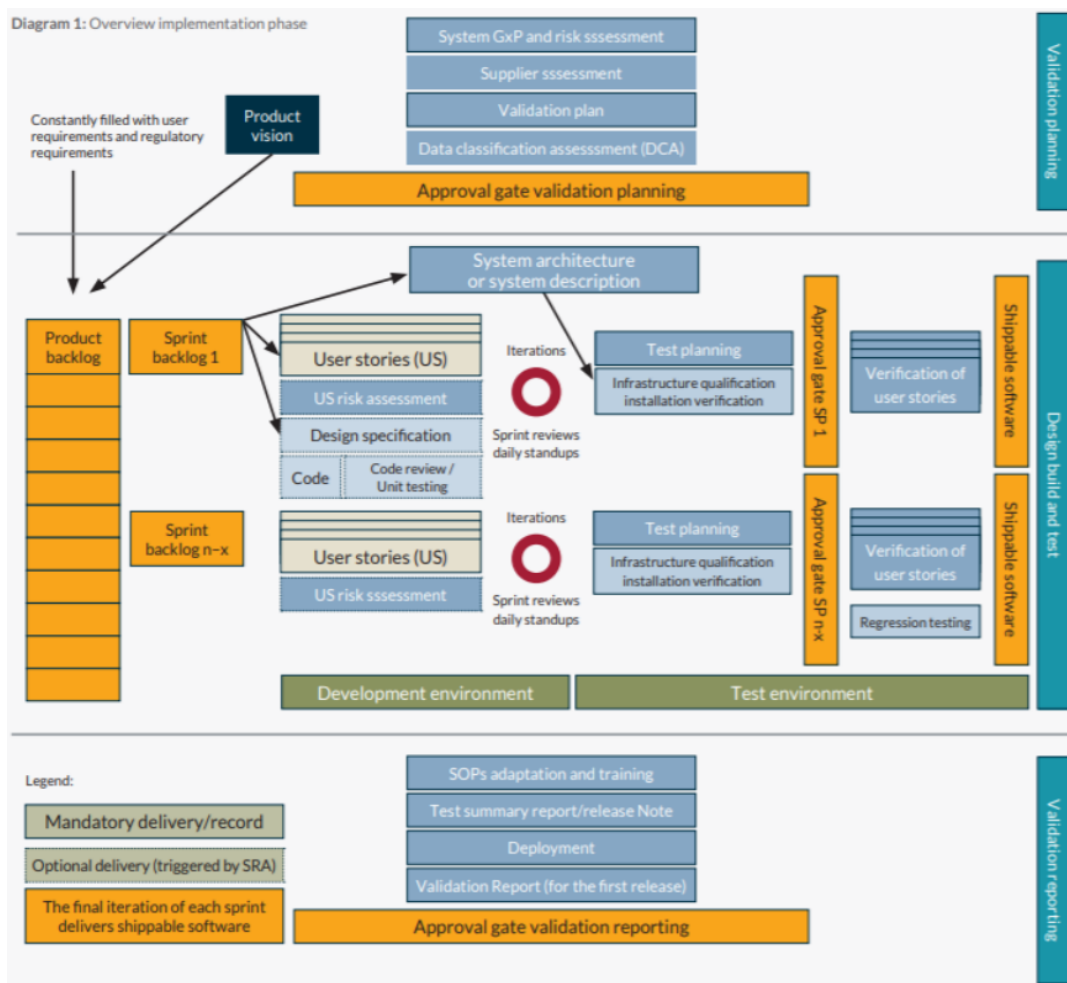 Diagram 1: Overview implementation phase
System GxP and risk sssessment
Supplier sssessment
Validation plan
Data classification assesssment (DCA)
Approval gate validation planning
Validation planning
Constantly filled with user
requirements and regulatory
requirements
Product
vision
System architecture
or system description
Product
backlog
Sprint
backlog 1
User stories (US)
US risk assessment
Design specification
Code
Code review /
Unit testing
Iterations
Sprint reviews
daily standups
Test planning
Infrastructure qualification
installation verification
Approval gate SP 1
Verification of
user stories
Shippable software
Sprint
backlog n–x
User stories (US)
US risk sssessment
Iterations
Sprint reviews
daily standups
Test planning
Infrastructure qualification
installation verification
Approval gate SP n-x
Verification of
user stories
Regression testing
Shippable software
Development environment
Test environment
Design build and test
Legend:
Mandatory delivery/record
Optional delivery (triggered by SRA)
The final iteration of each sprint
delivers shippable software
SOPs adaptation and training
Test summary report/release Note
Deployment
Validation Report (for the first release)
Approval gate validation reporting
Validation reporting